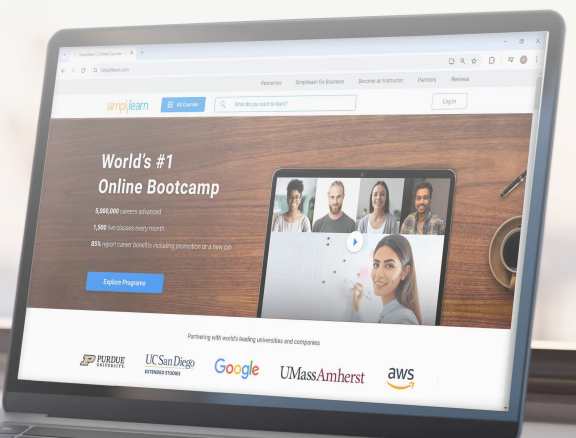 Simplilearn | Online Courses -
simplilearn.com
Resources Simplilearn for Business Become an Instructor Partners Reviews
simplilearn All Courses What do you want to learn? Log in
World's #1
Online Bootcamp
5,000,000 careers advanced
1,500 live classes every month
85% report career benefits including promotion or a new job
Explore Programs
Partnering with world's leading universities and companies
P PURDUE UNIVERSITY. UC San Diego EXTENDED STUDIES Google UMassAmherst aws